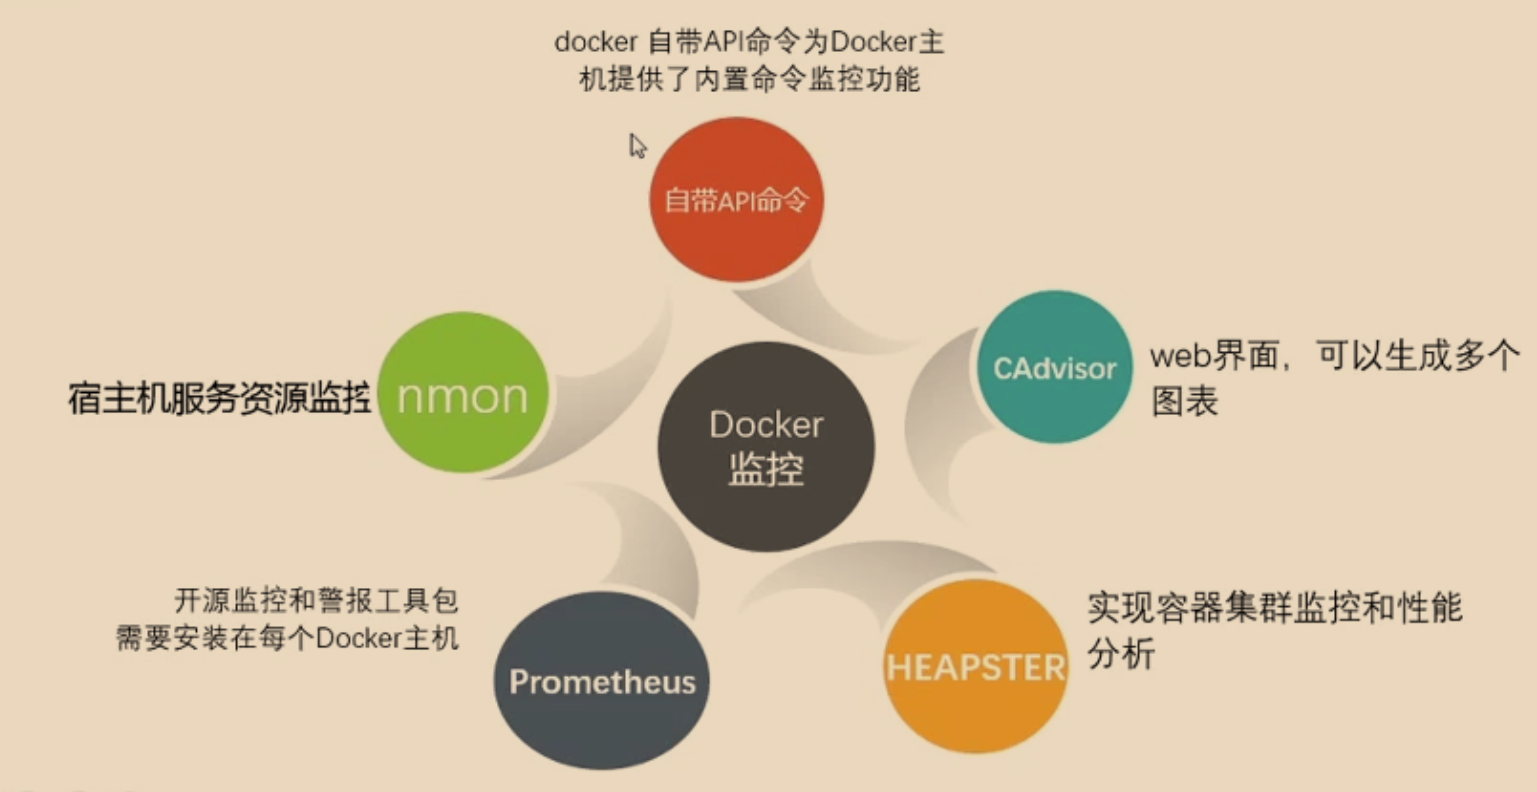 docker 自带API命令为Docker主
机提供了内置命令监控功能
自带API命令
CAdvisor
web界面，可以生成多个
图表
宿主机服务资源监控
nmon
Docker
监控
开源监控和警报工具包
需要安装在每个Docker主机
Prometheus
HEAPSTER
实现容器集群监控和性能
分析